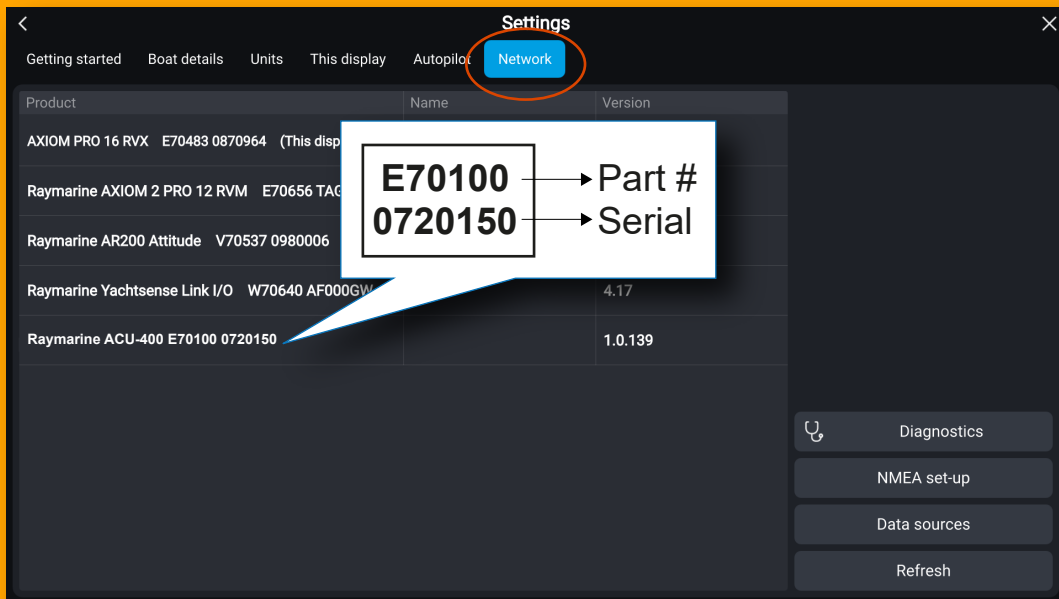 Settings
Getting started Boat details Units This display Autopilot Network
Product Name Version
AXIOM PRO 16 RVX E70483 0870964 (This disp
Raymarine AXIOM 2 PRO 12 RVM E70656
Raymarine AR200 Attitude V70537 0980006
Raymarine Yachtsense Link I/O W70640 AF000GW 4.17
Raymarine ACU-400 E70100 0720150 1.0.139
E70100 Part #
0720150 Serial
Diagnostics
NMEA set-up
Data sources
Refresh